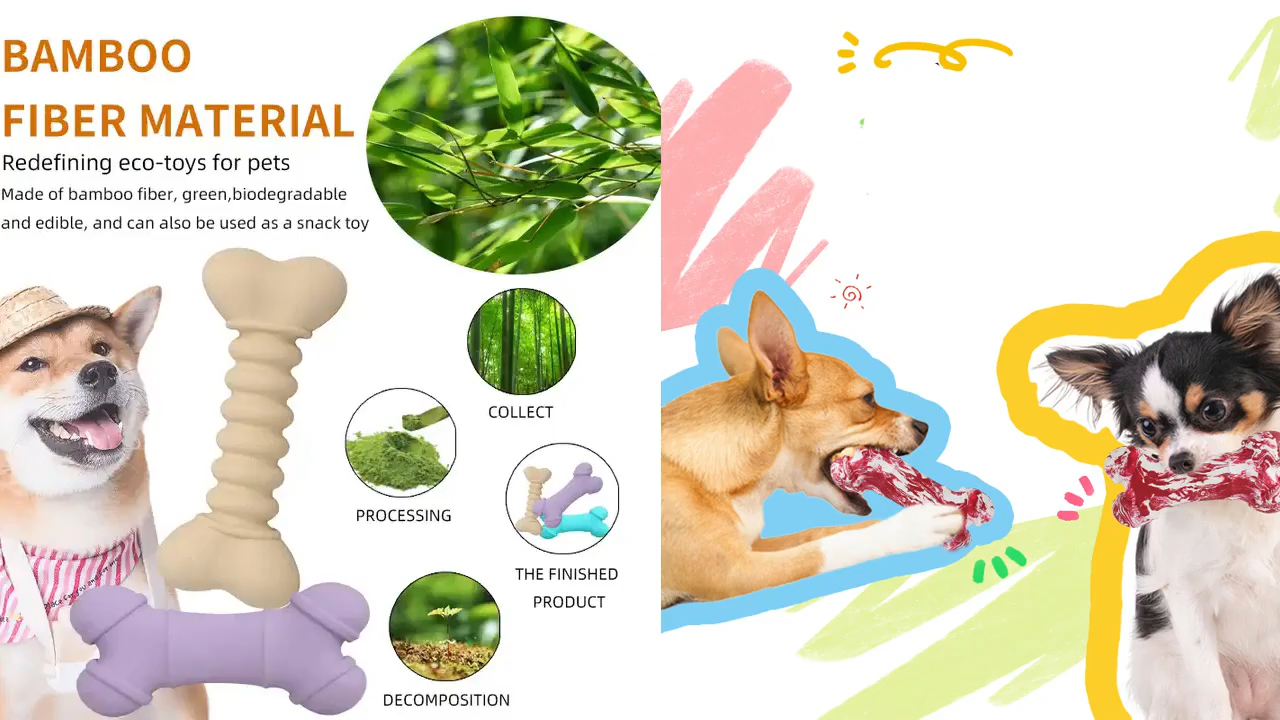 BAMBOO
FIBER MATERIAL
Redefining eco-toys for pets
Made of bamboo fiber, green,biodegradable
and edible, and can also be used as a snack toy
COLLECT
PROCESSING
THE FINISHED
PRODUCT
DECOMPOSITION